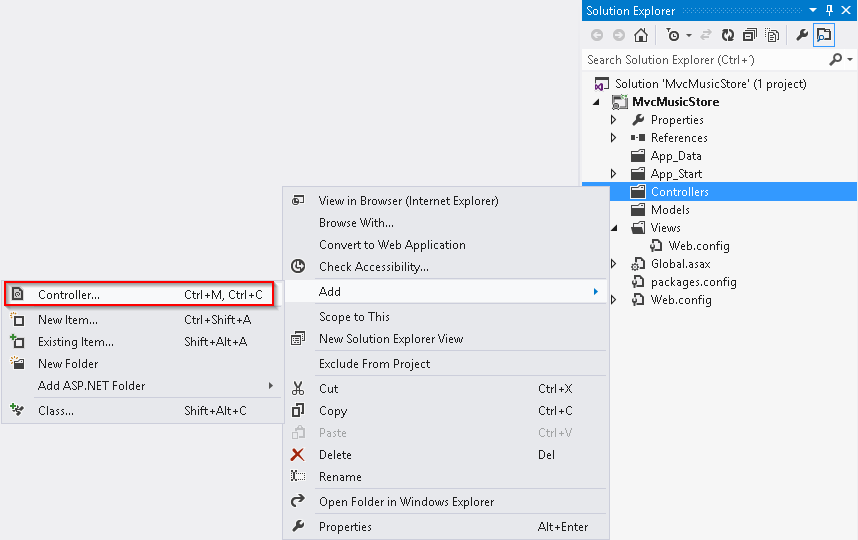 Solution Explorer
Search Solution Explorer (Ctrl+')
Solution 'MvcMusicStore' (1 project)
MvcMusicStore
Properties
References
App_Data
App_Start
Controllers
Models
Views
Web.config
Global.asax
packages.config
Web.config
View in Browser (Internet Explorer)
Browse With...
Convert to Web Application
Check Accessibility...
Add
Scope to This
New Solution Explorer View
Exclude From Project
Cut Ctrl+X
Copy Ctrl+C
Paste Ctrl+V
Delete Del
Rename
Open Folder in Windows Explorer
Properties Alt+Enter
Controller... Ctrl+M, Ctrl+C
New Item... Ctrl+Shift+A
Existing Item... Shift+Alt+A
New Folder
Add ASP.NET Folder
Class... Shift+Alt+C